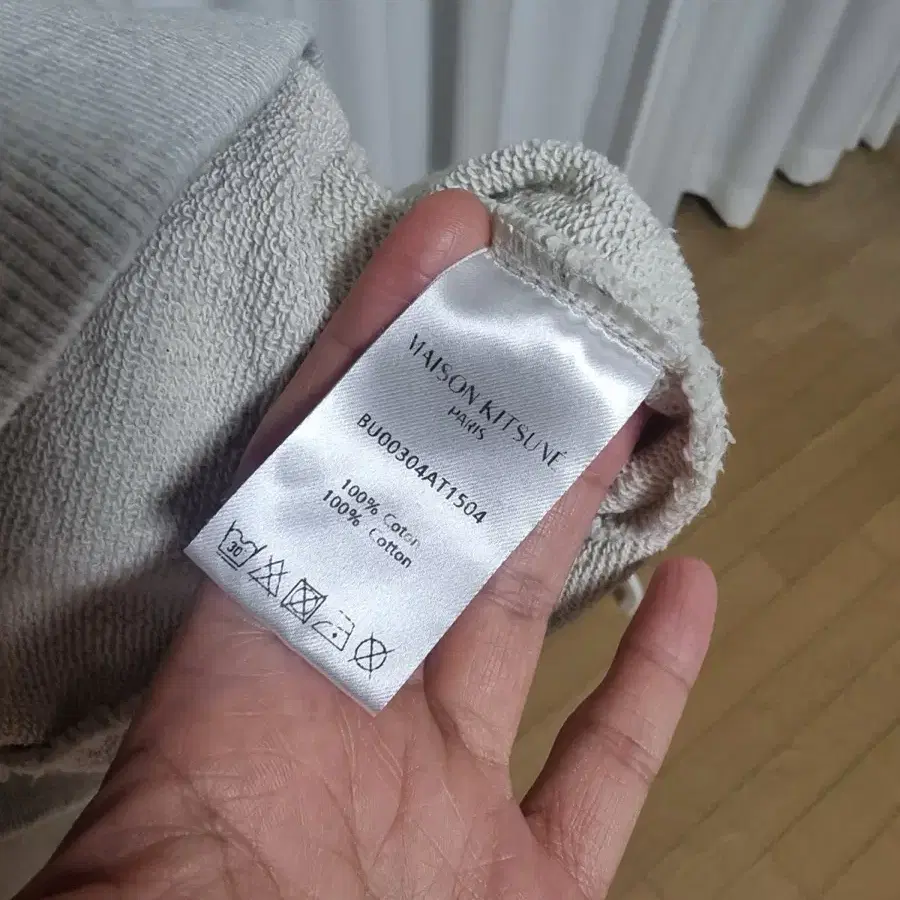 MAISON KITSUNÉ
PARIS
BU00304AT1504
100% Coton
100% Cotton
30